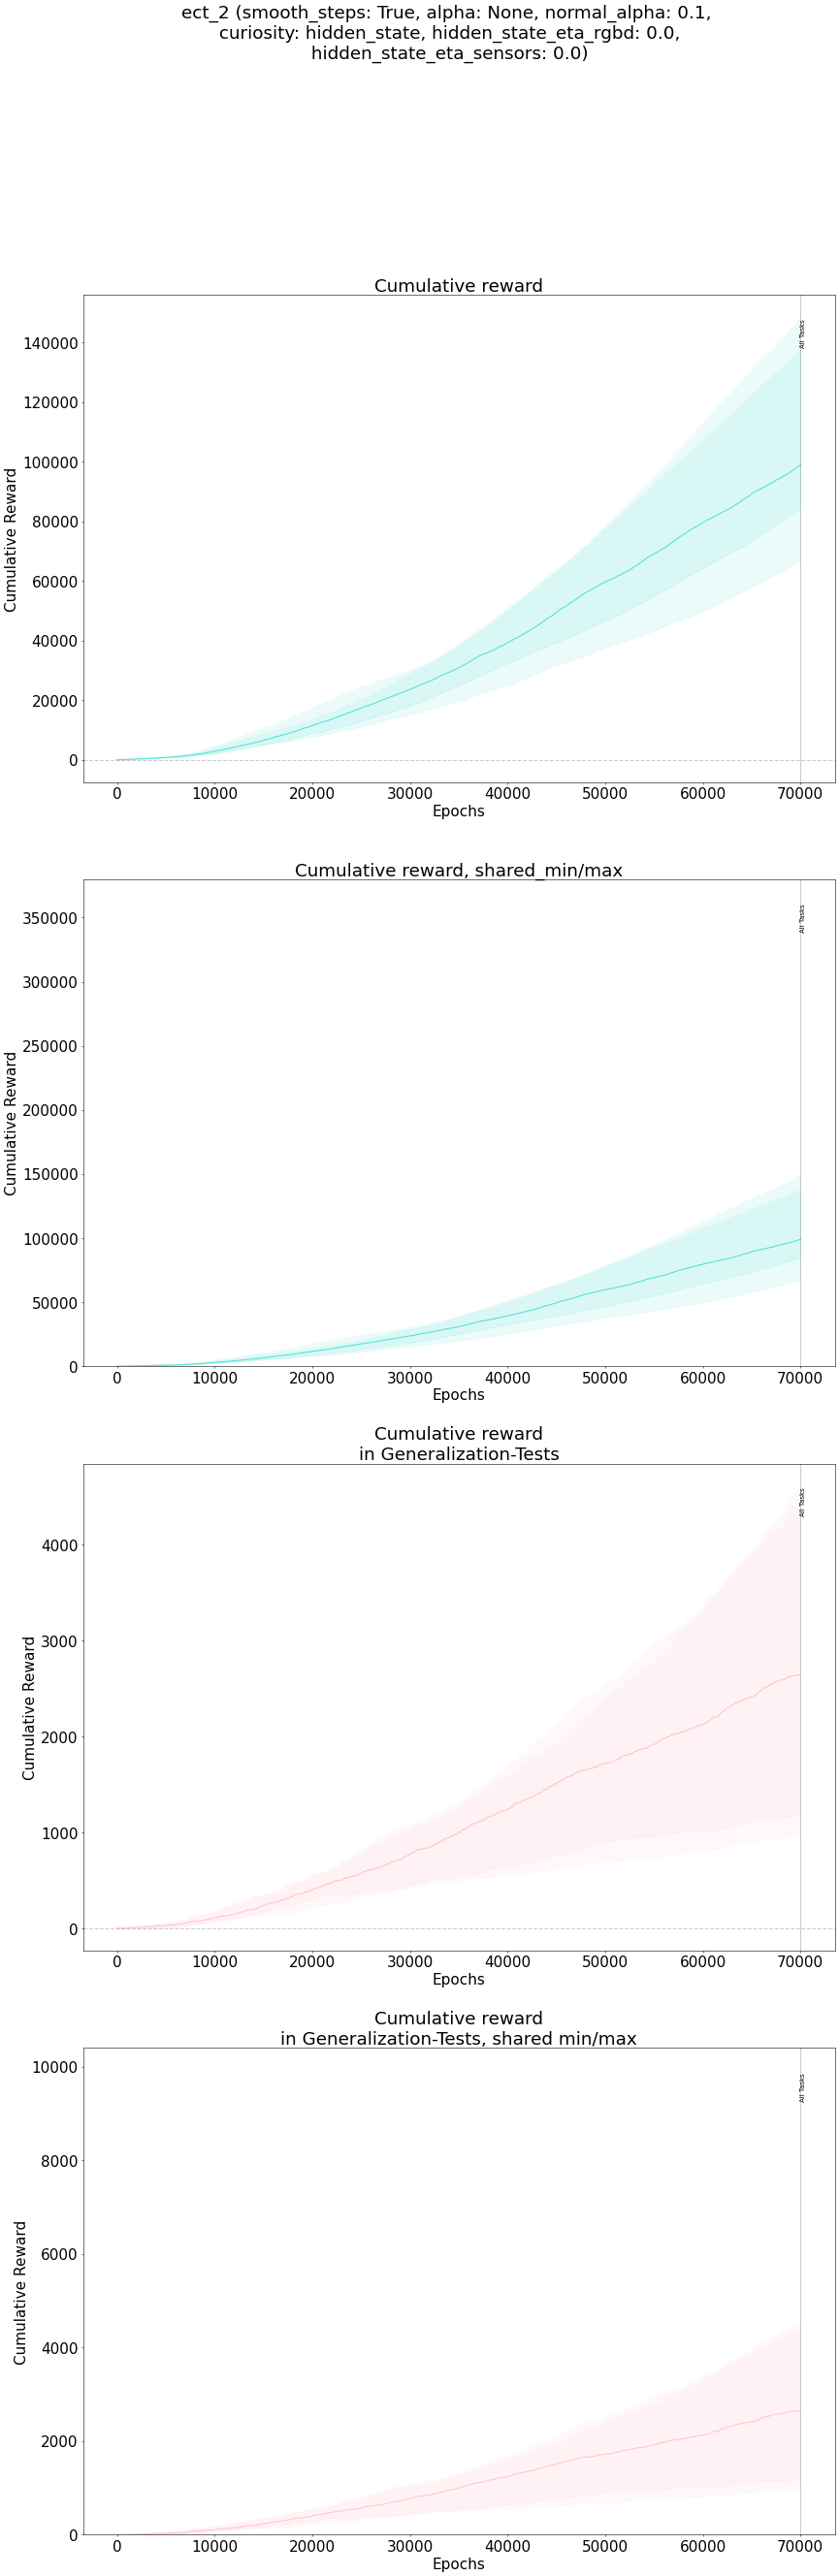 ect_2 (smooth_steps: True, alpha: None, normal_alpha: 0.1,
curiosity: hidden_state, hidden_state_eta_rgbd: 0.0,
hidden_state_eta_sensors: 0.0)
Cumulative reward
All Tasks
140000
120000
100000
80000
60000
40000
20000
0
Cumulative Reward
0 10000 20000 30000 40000 50000 60000 70000
Epochs
Cumulative reward, shared_min/max
All Tasks
350000
300000
250000
200000
150000
100000
50000
0
Cumulative Reward
0 10000 20000 30000 40000 50000 60000 70000
Epochs
Cumulative reward
in Generalization-Tests
All Tasks
4000
3000
2000
1000
0
Cumulative Reward
0 10000 20000 30000 40000 50000 60000 70000
Epochs
Cumulative reward
in Generalization-Tests, shared min/max
All Tasks
10000
8000
6000
4000
2000
0
Cumulative Reward
0 10000 20000 30000 40000 50000 60000 70000
Epochs